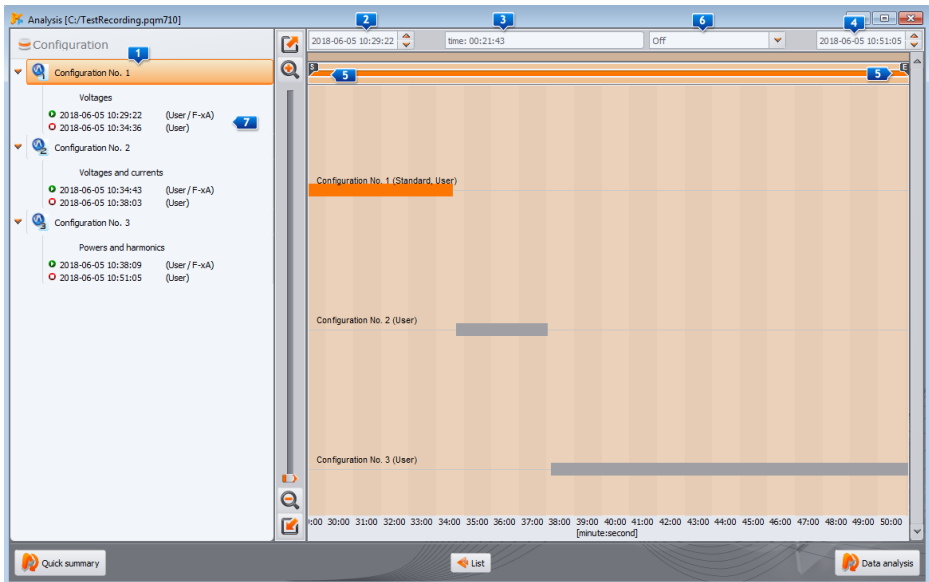 Analysis [C:/TestRecording.pqm710]
2
3
6
4
Configuration
2018-06-05 10:29:22
time: 00:21:43
Off
2018-06-05 10:51:05
1
Configuration No. 1
S
5
5
E
Voltages
2018-06-05 10:29:22 (User / F-xA)
2018-06-05 10:34:36 (User)
7
Configuration No. 2
Voltages and currents
2018-06-05 10:34:43 (User / F-xA)
2018-06-05 10:38:03 (User)
Configuration No. 3
Powers and harmonics
2018-06-05 10:38:09 (User / F-xA)
2018-06-05 10:51:05 (User)
Configuration No. 1 (Standard, User)
Configuration No. 2 (User)
Configuration No. 3 (User)
:00 30:00 31:00 32:00 33:00 34:00 35:00 36:00 37:00 38:00 39:00 40:00 41:00 42:00 43:00 44:00 45:00 46:00 47:00 48:00 49:00 50:00
[minute:second]
Quick summary
List
Data analysis